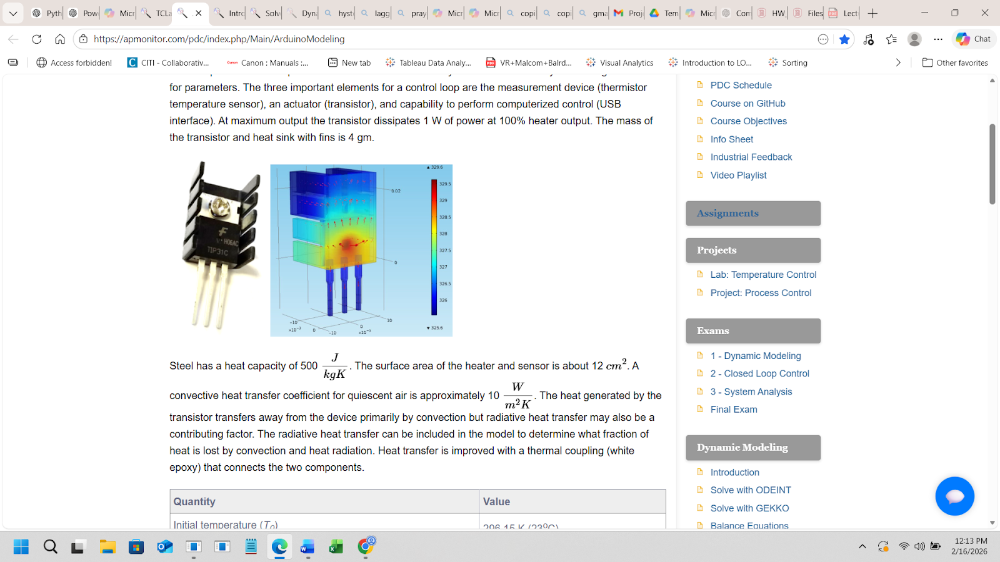 Pyth
Pow
Micr
TCLa
.
Intro
Solv
Dyna
hyst
lagg
pray
Micr
Micr
copi
copi
gma
Proj
Tem
Micr
Com
HW
Files
Lect
https://apmonitor.com/pdc/index.php/Main/ArduinoModeling
Chat
Access forbidden!
CITI - Collaborativ...
Canon : Manuals :...
New tab
Tableau Data Analy...
VR+Malcom+Balrd...
Visual Analytics
Introduction to LO...
Sorting
Other favorites
for parameters. The three important elements for a control loop are the measurement device (thermistor
temperature sensor), an actuator (transistor), and capability to perform computerized control (USB
interface). At maximum output the transistor dissipates 1 W of power at 100% heater output. The mass of
the transistor and heat sink with fins is 4 gm.
F
H06AC
TIP31C
▲ 329.6
329.5
329
328.5
328
327.5
327
326.5
326
▼ 325.6
0.02
0
10
-10
x10⁻³
0
-10
0
x10⁻³
Steel has a heat capacity of 500 J/kgK. The surface area of the heater and sensor is about 12 cm². A
convective heat transfer coefficient for quiescent air is approximately 10 W/m²K. The heat generated by the
transistor transfers away from the device primarily by convection but radiative heat transfer may also be a
contributing factor. The radiative heat transfer can be included in the model to determine what fraction of
heat is lost by convection and heat radiation. Heat transfer is improved with a thermal coupling (white
epoxy) that connects the two components.
Quantity
Value
Initial temperature (T₀)
296.15 K (23ºC)
PDC Schedule
Course on GitHub
Course Objectives
Info Sheet
Industrial Feedback
Video Playlist
Assignments
Projects
Lab: Temperature Control
Project: Process Control
Exams
1 - Dynamic Modeling
2 - Closed Loop Control
3 - System Analysis
Final Exam
Dynamic Modeling
Introduction
Solve with ODEINT
Solve with GEKKO
Balance Equations
12:13 PM
2/16/2026